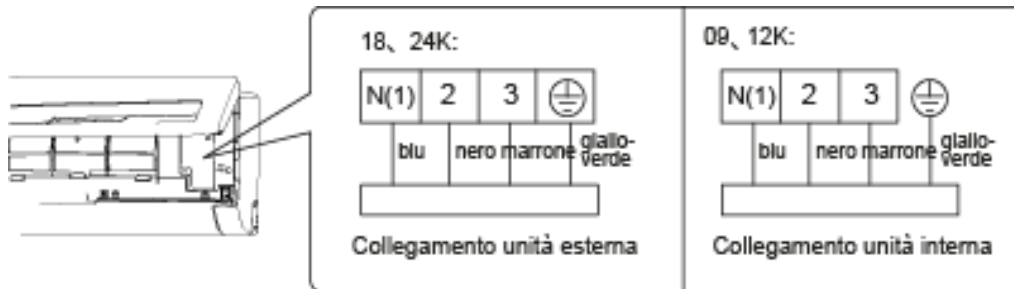 18、24K:
N(1) 2 3
blu nero marrone giallo-
verde
Collegamento unità esterna
09、12K:
N(1) 2 3
blu nero marrone giallo-
verde
Collegamento unità interna